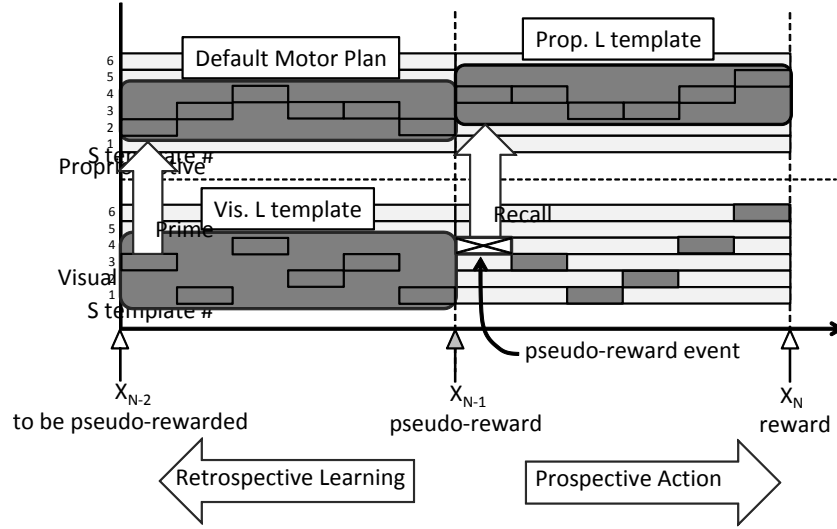 Prop. L template
Default Motor Plan
6
5
4
3
2
1
S template #
Proprioceptive
Vis. L template
Prime
Recall
6
5
4
3
2
1
Visual
S template #
pseudo-reward event
X_{N-2}
X_{N-1}
X_N
to be pseudo-rewarded
pseudo-reward
reward
Retrospective Learning
Prospective Action